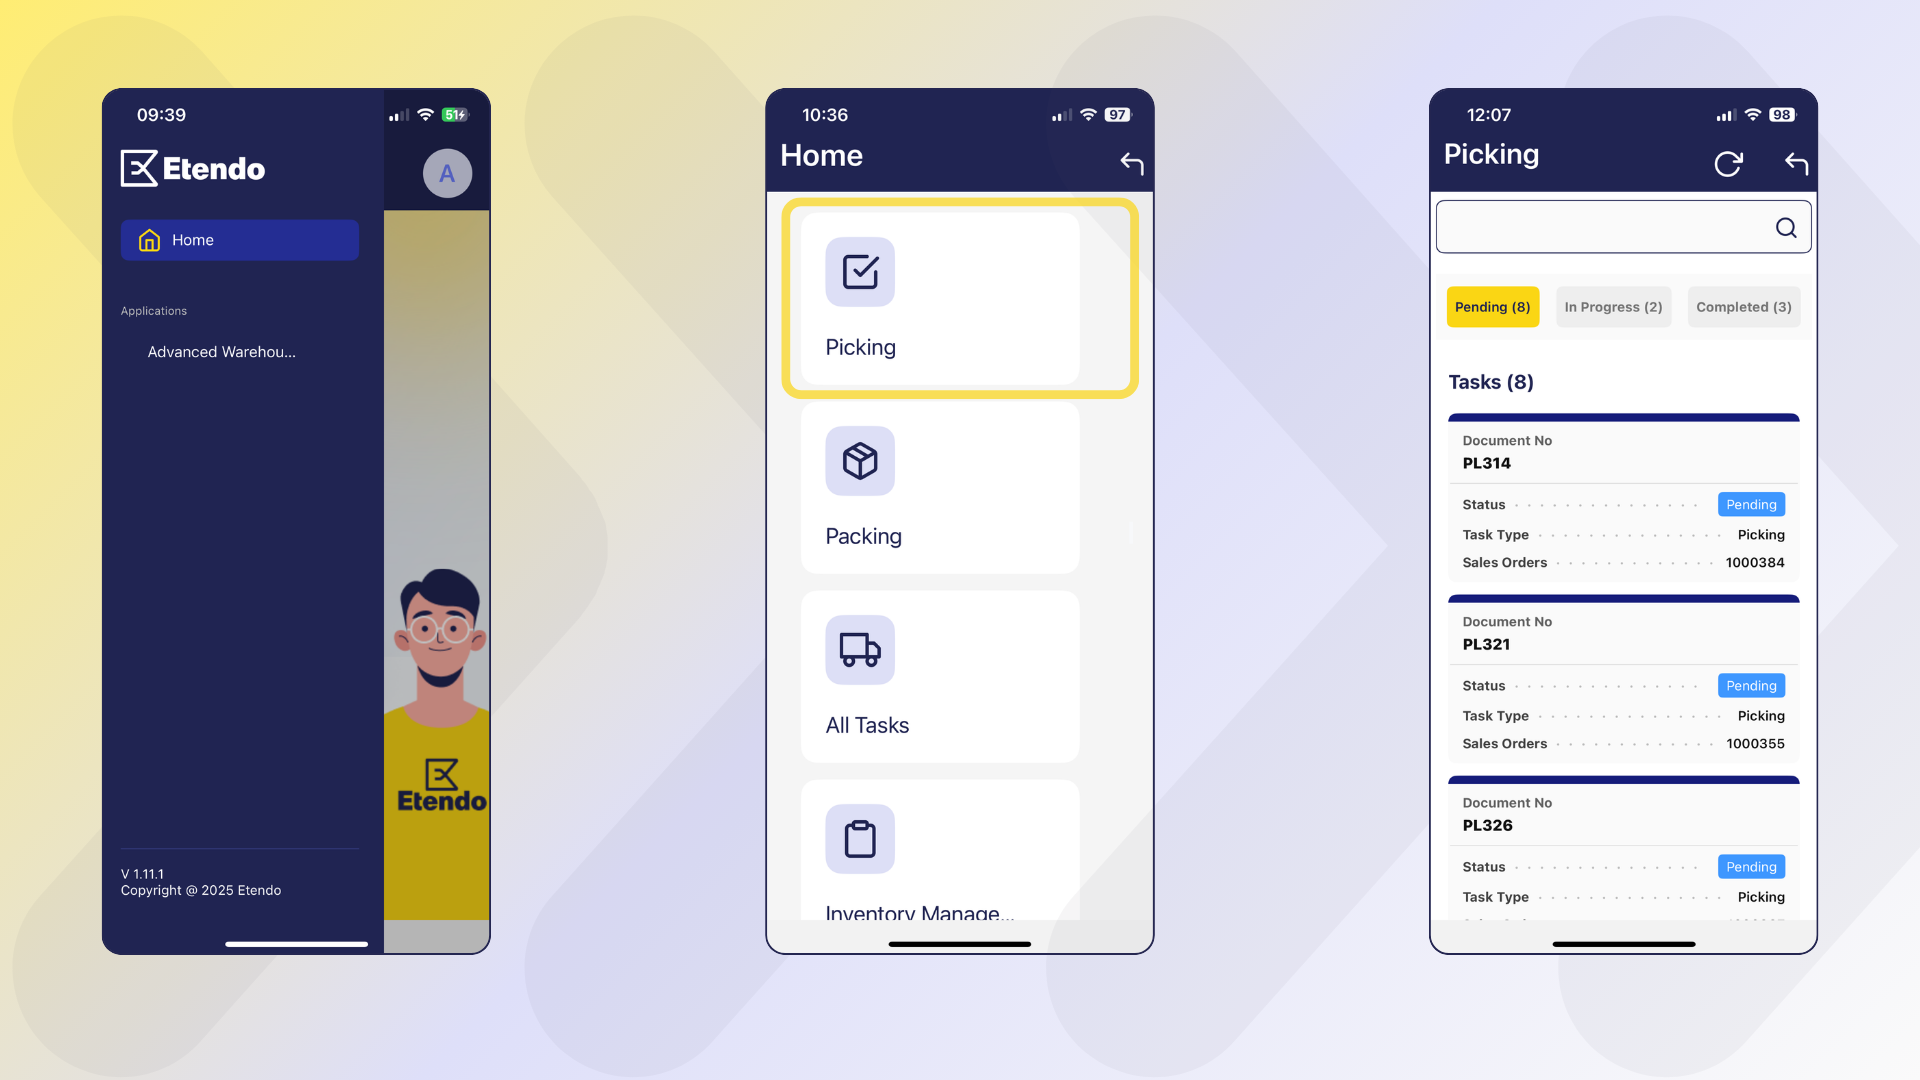 09:39
51
Etendo
A
Home
Applications
Advanced Warehou...
Etendo
V 1.11.1
Copyright @ 2025 Etendo
10:36
97
Home
Picking
Packing
All Tasks
Inventory Manage...
12:07
98
Picking
Pending (8)
In Progress (2)
Completed (3)
Tasks (8)
Document No
PL314
Status Pending
Task Type Picking
Sales Orders 1000384
Document No
PL321
Status Pending
Task Type Picking
Sales Orders 1000355
Document No
PL326
Status Pending
Task Type Picking